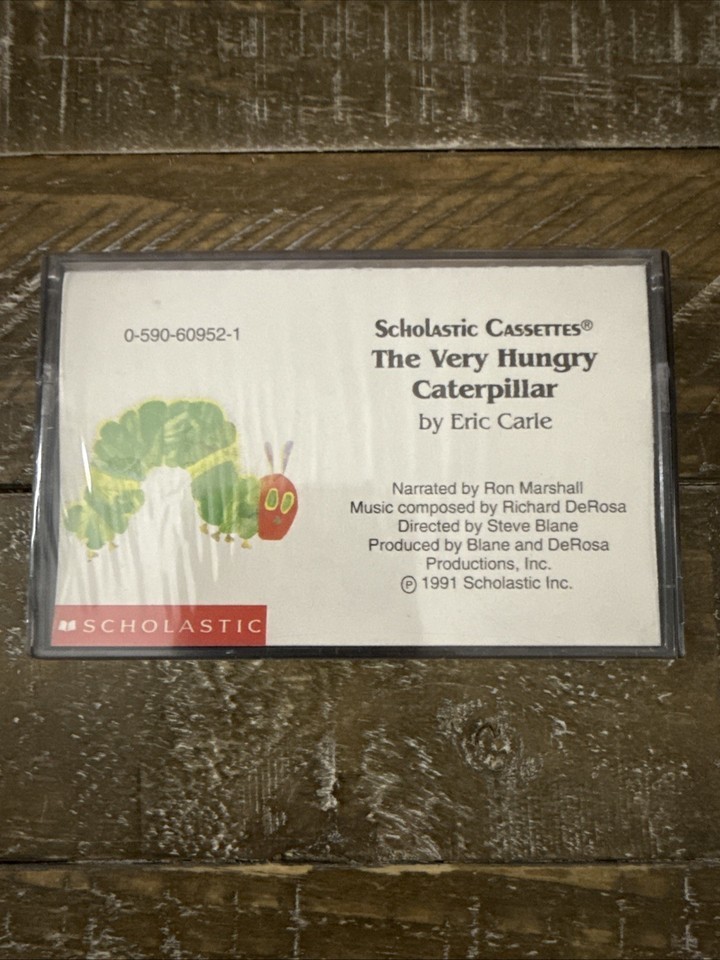 0-590-60952-1
Scholastic Cassettes®
The Very Hungry
Caterpillar
by Eric Carle
Narrated by Ron Marshall
Music composed by Richard DeRosa
Directed by Steve Blane
Produced by Blane and DeRosa
Productions, Inc.
℗ 1991 Scholastic Inc.
SCHOLASTIC